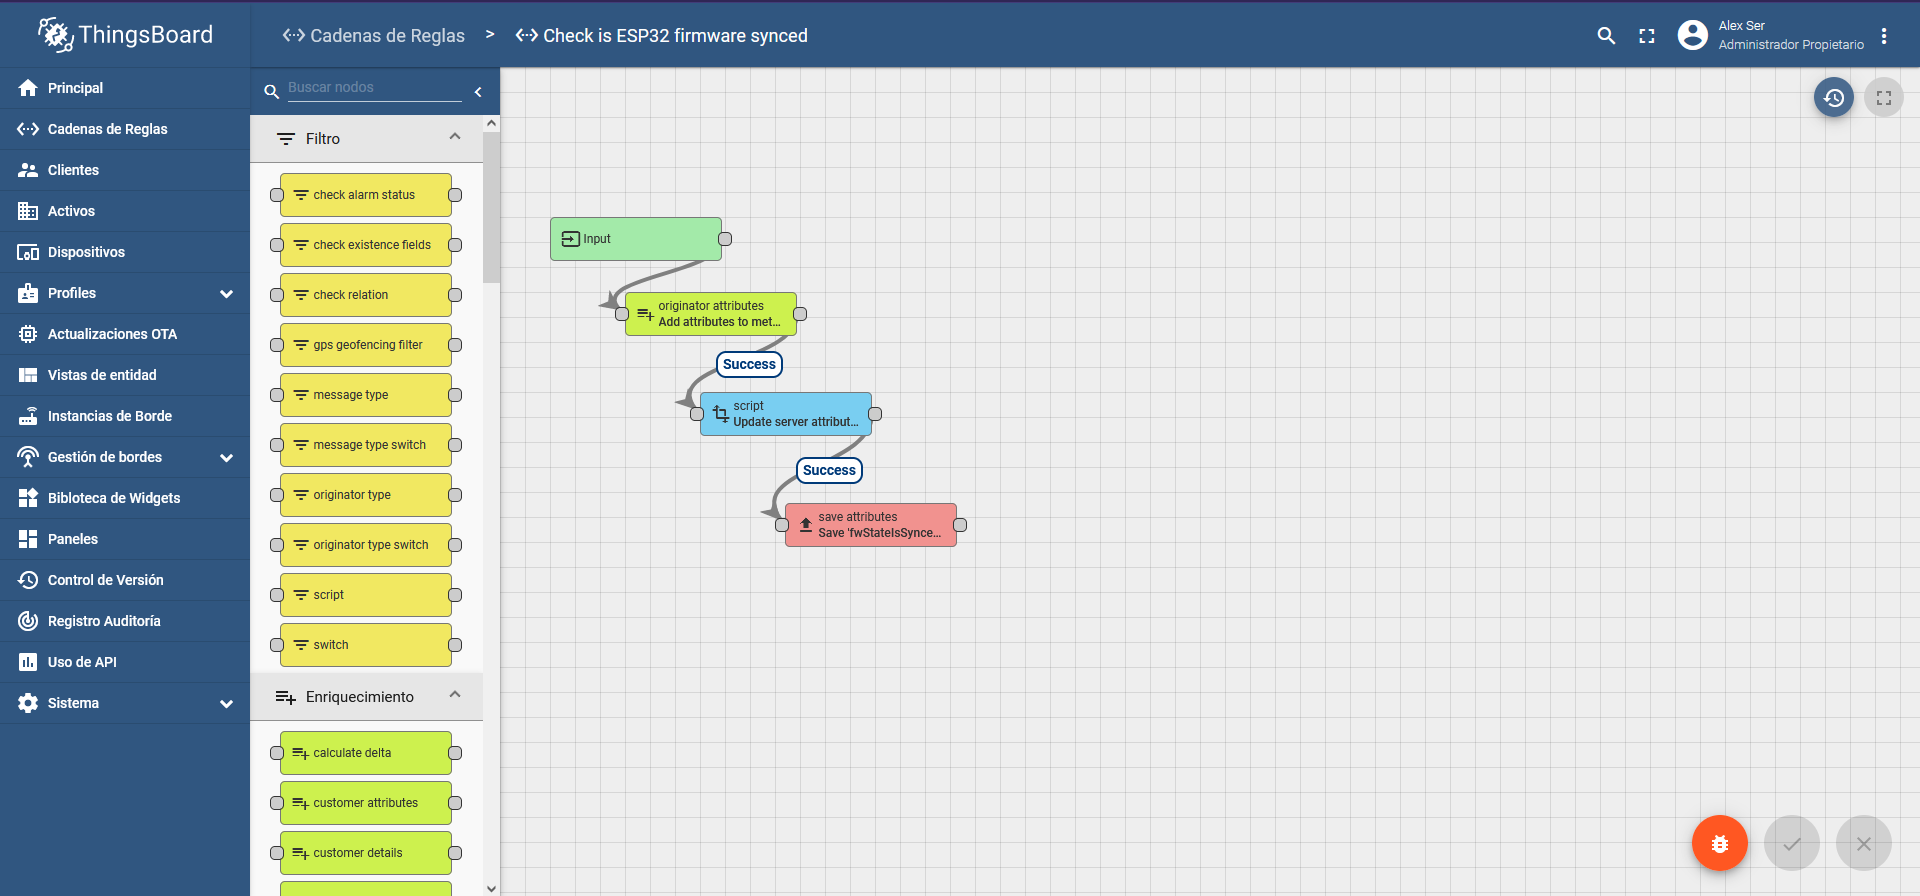 ThingsBoard
Cadenas de Reglas > Check is ESP32 firmware synced
Alex Ser
Administrador Propietario
Principal
Cadenas de Reglas
Clientes
Activos
Dispositivos
Profiles
Actualizaciones OTA
Vistas de entidad
Instancias de Borde
Gestión de bordes
Bibloteca de Widgets
Paneles
Control de Versión
Registro Auditoría
Uso de API
Sistema
Buscar nodos
Filtro
check alarm status
check existence fields
check relation
gps geofencing filter
message type
message type switch
originator type
originator type switch
script
switch
Enriquecimiento
calculate delta
customer attributes
customer details
Input
originator attributes
Add attributes to met...
Success
script
Update server attribut...
Success
save attributes
Save 'fwStateIsSynce...